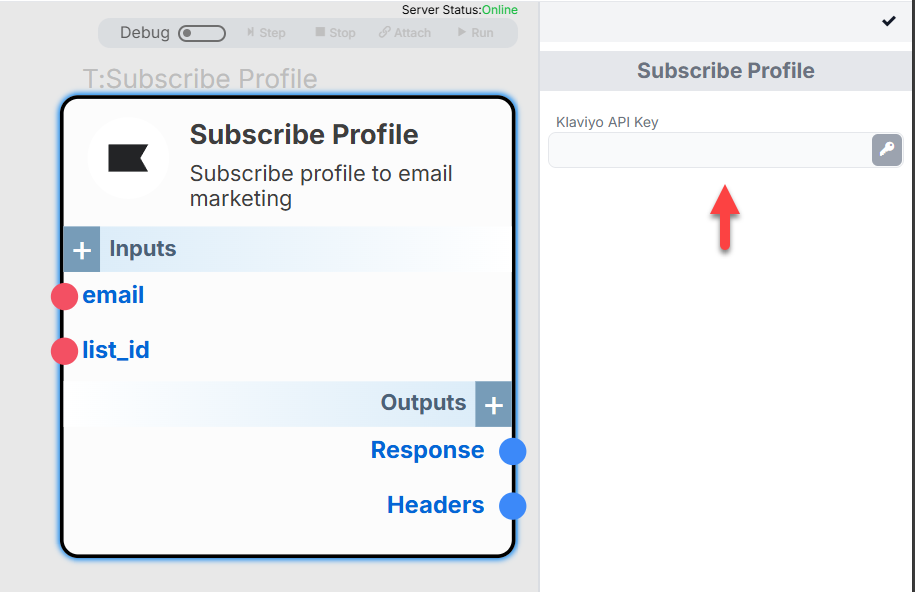 Server Status:Online
Debug
Step
Stop
Attach
Run
T:Subscribe Profile
Subscribe Profile
Subscribe profile to email
marketing
+ Inputs
email
list_id
Outputs +
Response
Headers
Subscribe Profile
Klaviyo API Key